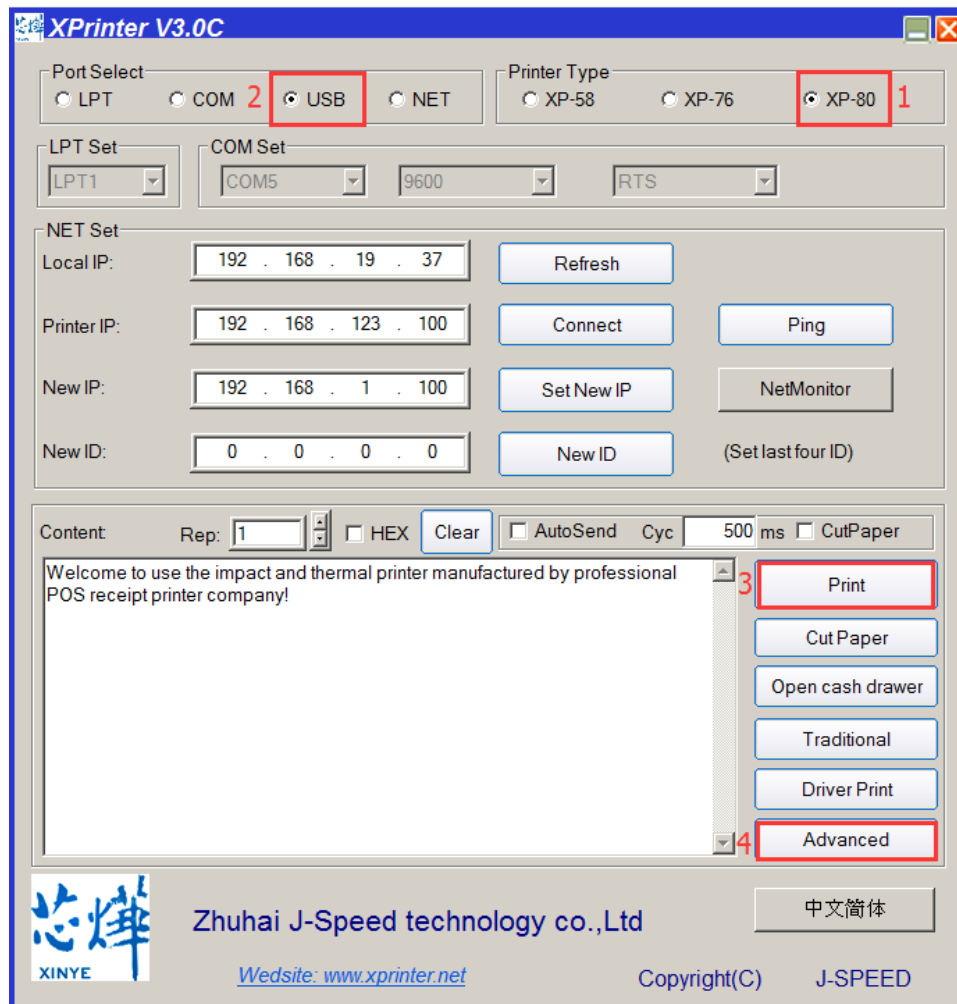 XPrinter V3.0C
Port Select
LPT COM 2 USB NET
Printer Type
XP-58 XP-76 XP-80 1
LPT Set
LPT1
COM Set
COM5 9600 RTS
NET Set
Local IP: 192 . 168 . 19 . 37 Refresh
Printer IP: 192 . 168 . 123 . 100 Connect Ping
New IP: 192 . 168 . 1 . 100 Set New IP NetMonitor
New ID: 0 . 0 . 0 . 0 New ID (Set last four ID)
Content: Rep: 1 HEX Clear AutoSend Cyc 500 ms CutPaper
Welcome to use the impact and thermal printer manufactured by professional
POS receipt printer company!
3 Print
Cut Paper
Open cash drawer
Traditional
Driver Print
4 Advanced
芯烨
XINYE
Zhuhai J-Speed technology co.,Ltd
中文简体
Wedsite: www.xprinter.net
Copyright(C) J-SPEED